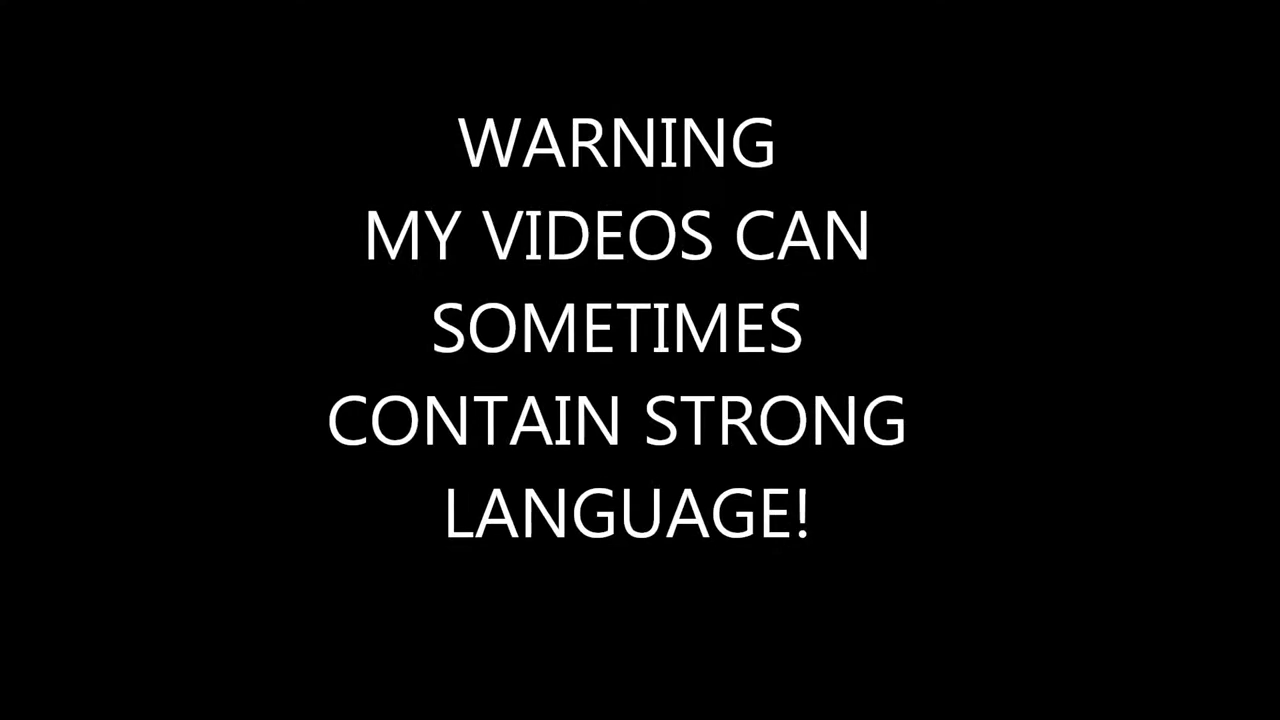 WARNING
MY VIDEOS CAN
SOMETIMES
CONTAIN STRONG
LANGUAGE!